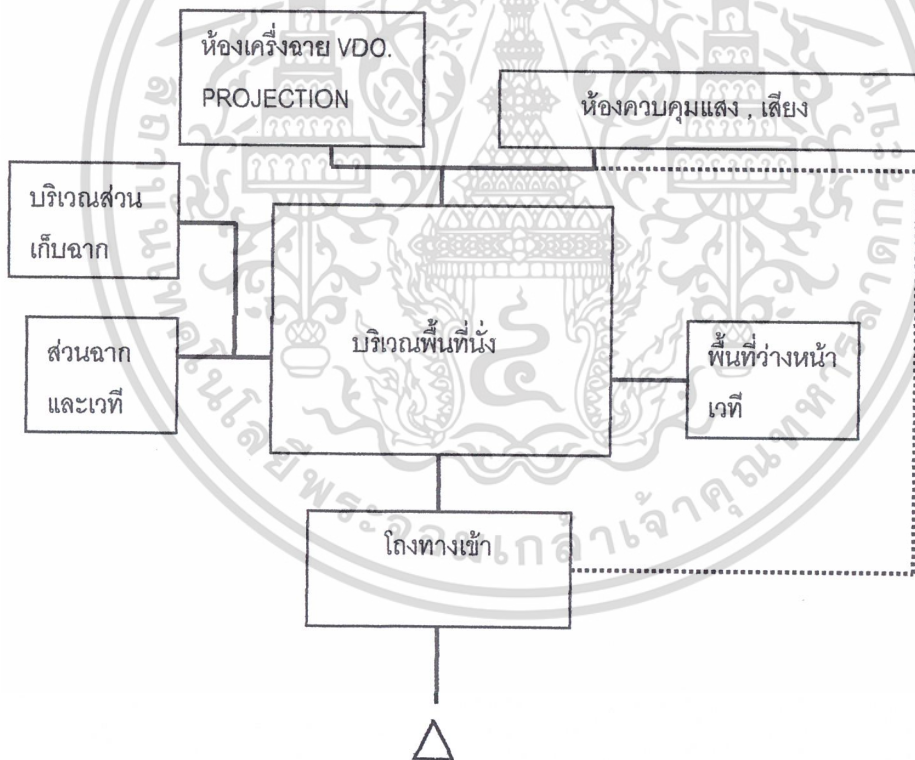 ห้องเครื่งฉาย VDO.
PROJECTION
ห้องควบคุมแสง , เสียง
บริเวณส่วน
เก็บฉาก
ส่วนฉาก
และเวที
บริเวณพื้นที่นั่ง
พื้นที่ว่างหน้า
เวที
โถงทางเข้า